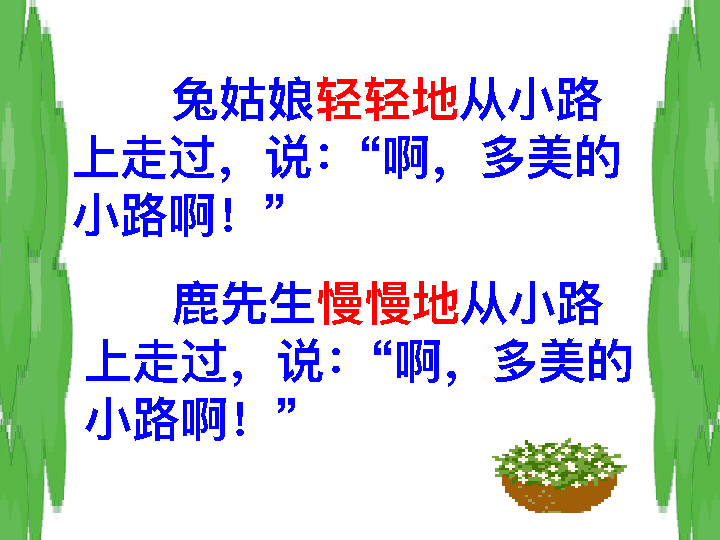 兔姑娘轻轻地从小路
上走过，说：“啊，多美的
小路啊！”
鹿先生慢慢地从小路
上走过，说：“啊，多美的
小路啊！”